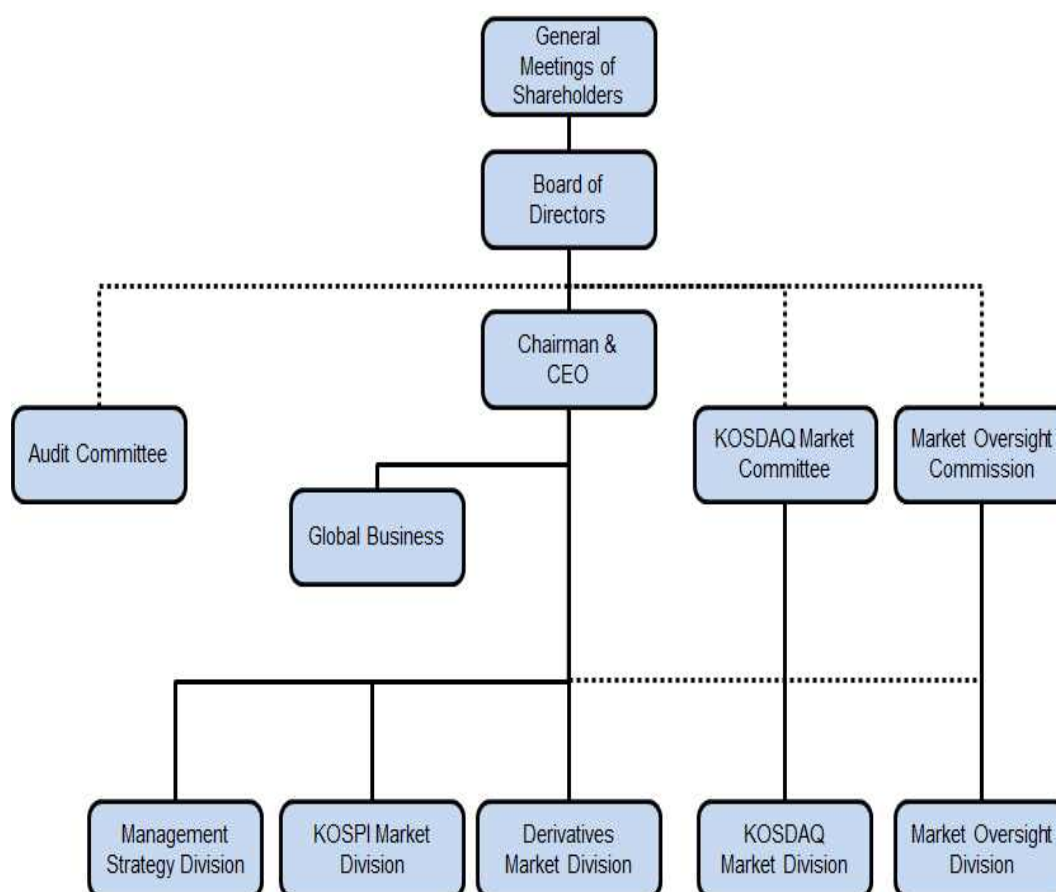 General
Meetings of
Shareholders
Board of
Directors
Chairman &
CEO
Audit Committee
KOSDAQ Market
Committee
Market Oversight
Commission
Global Business
Management
Strategy Division
KOSPI Market
Division
Derivatives
Market Division
KOSDAQ
Market Division
Market Oversight
Division